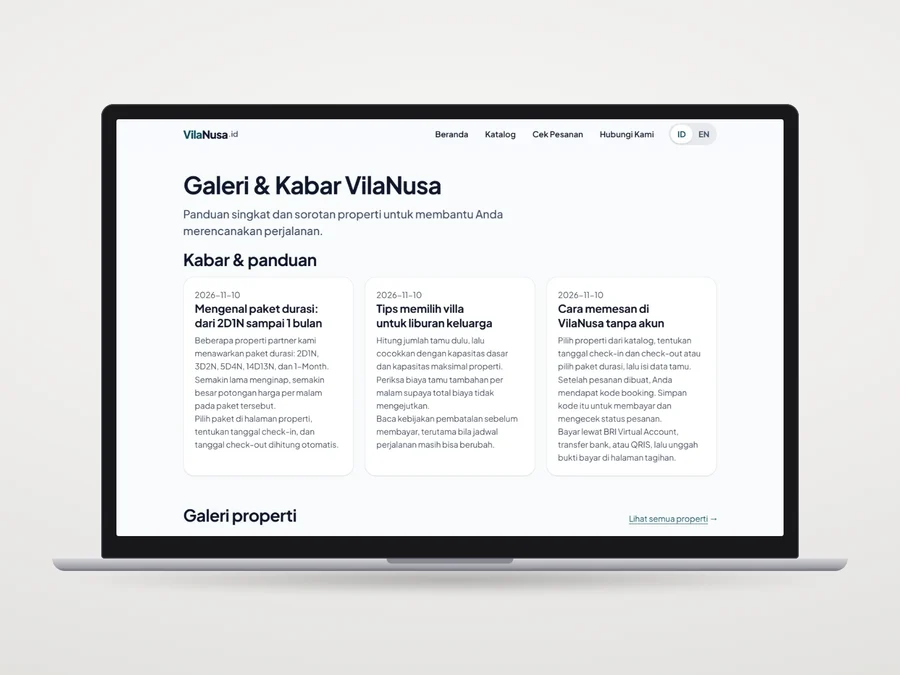 VilaNusa.id
Beranda Katalog Cek Pesanan Hubungi Kami ID EN
Galeri & Kabar VilaNusa
Panduan singkat dan sorotan properti untuk membantu Anda
merencanakan perjalanan.
Kabar & panduan
2026-11-10
Mengenal paket durasi:
dari 2D1N sampai 1 bulan
Beberapa properti partner kami
menawarkan paket durasi: 2D1N,
3D2N, 5D4N, 14D13N, dan 1-Month.
Semakin lama menginap, semakin
besar potongan harga per malam
pada paket tersebut.
Pilih paket di halaman properti,
tentukan tanggal check-in, dan
tanggal check-out dihitung otomatis.
2026-11-10
Tips memilih villa
untuk liburan keluarga
Hitung jumlah tamu dulu, lalu
cocokkan dengan kapasitas dasar
dan kapasitas maksimal properti.
Periksa biaya tamu tambahan per
malam supaya total biaya tidak
mengejutkan.
Baca kebijakan pembatalan sebelum
membayar, terutama bila jadwal
perjalanan masih bisa berubah.
2026-11-10
Cara memesan di
VilaNusa tanpa akun
Pilih properti dari katalog, tentukan
tanggal check-in dan check-out atau
pilih paket durasi, lalu isi data tamu.
Setelah pesanan dibuat, Anda
mendapat kode booking. Simpan
kode itu untuk membayar dan
mengecek status pesanan.
Bayar lewat BRI Virtual Account,
transfer bank, atau QRIS, lalu unggah
bukti bayar di halaman tagihan.
Galeri properti
Lihat semua properti →